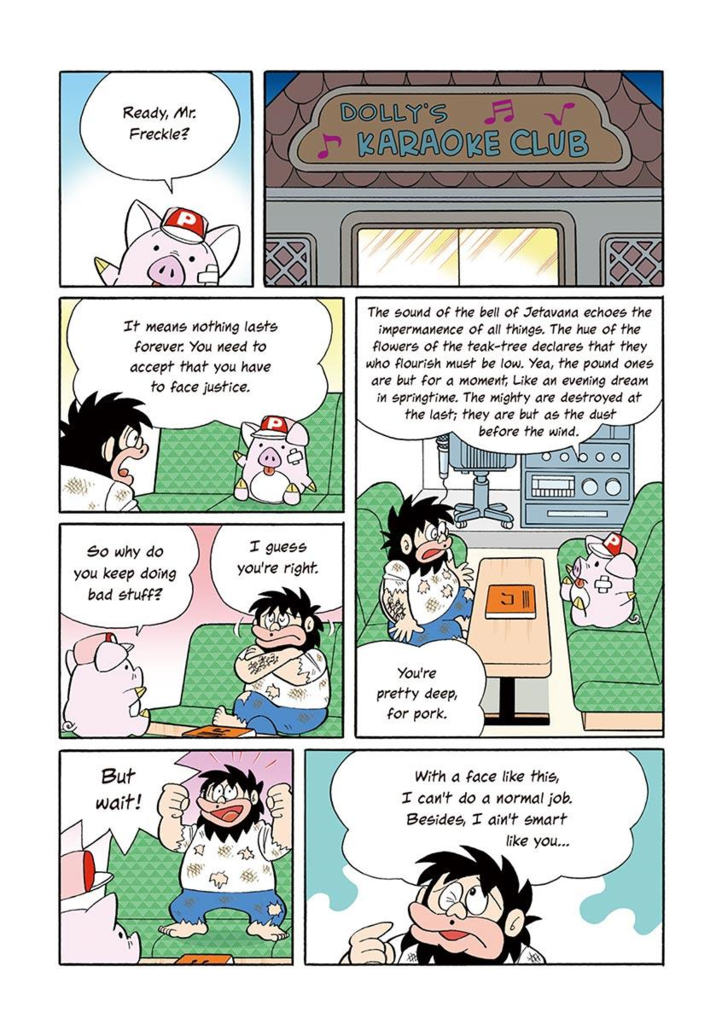 DOLLY'S
KARAOKE CLUB
Ready, Mr.
Freckle?
P
The sound of the bell of Jetavana echoes the
impermanence of all things. The hue of the
flowers of the teak-tree declares that they
who flourish must be low. Yea, the pound ones
are but for a moment, Like an evening dream
in springtime. The mighty are destroyed at
the last; they are but as the dust
before the wind.
P
You're
pretty deep,
for pork.
It means nothing lasts
forever. You need to
accept that you have
to face justice.
P
I guess
you're right.
So why do
you keep doing
bad stuff?
With a face like this,
I can't do a normal job.
Besides, I ain't smart
like you...
But
wait!